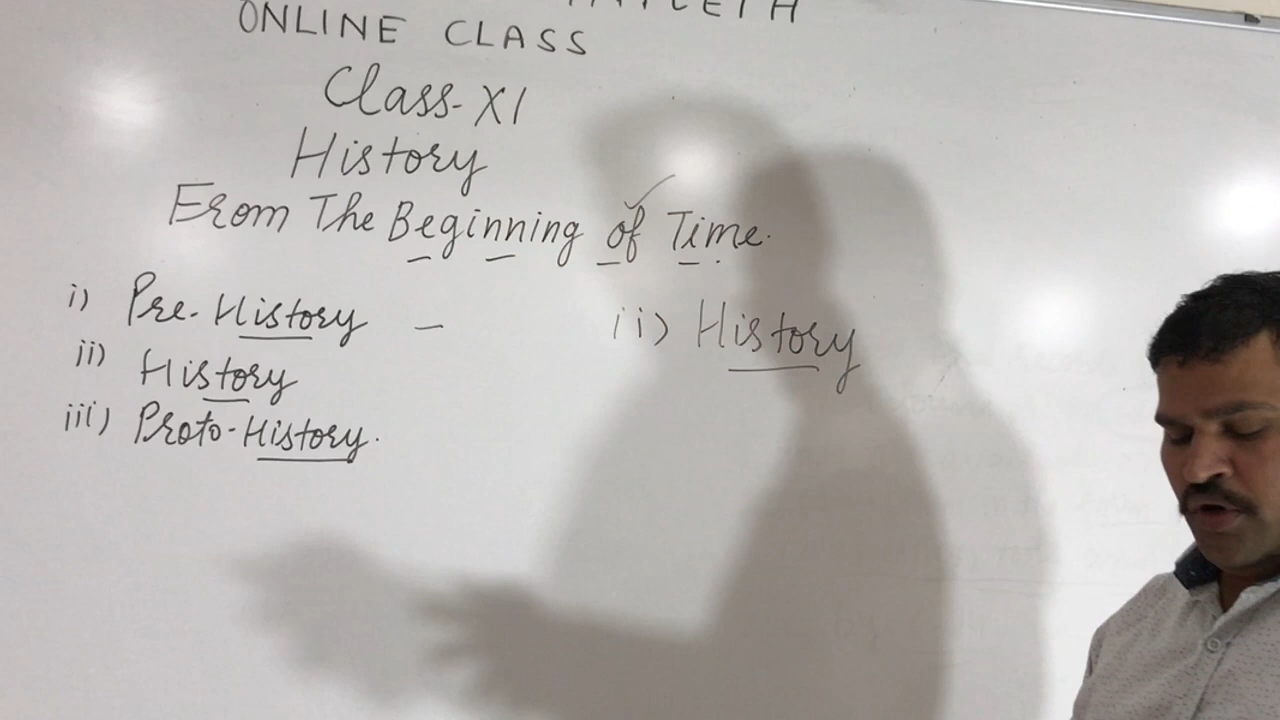 ONLINE CLASS
Class-XI
History
From The Beginning of Time.
i) Pre-History -
ii) History
iii) Proto-History.
ii) History